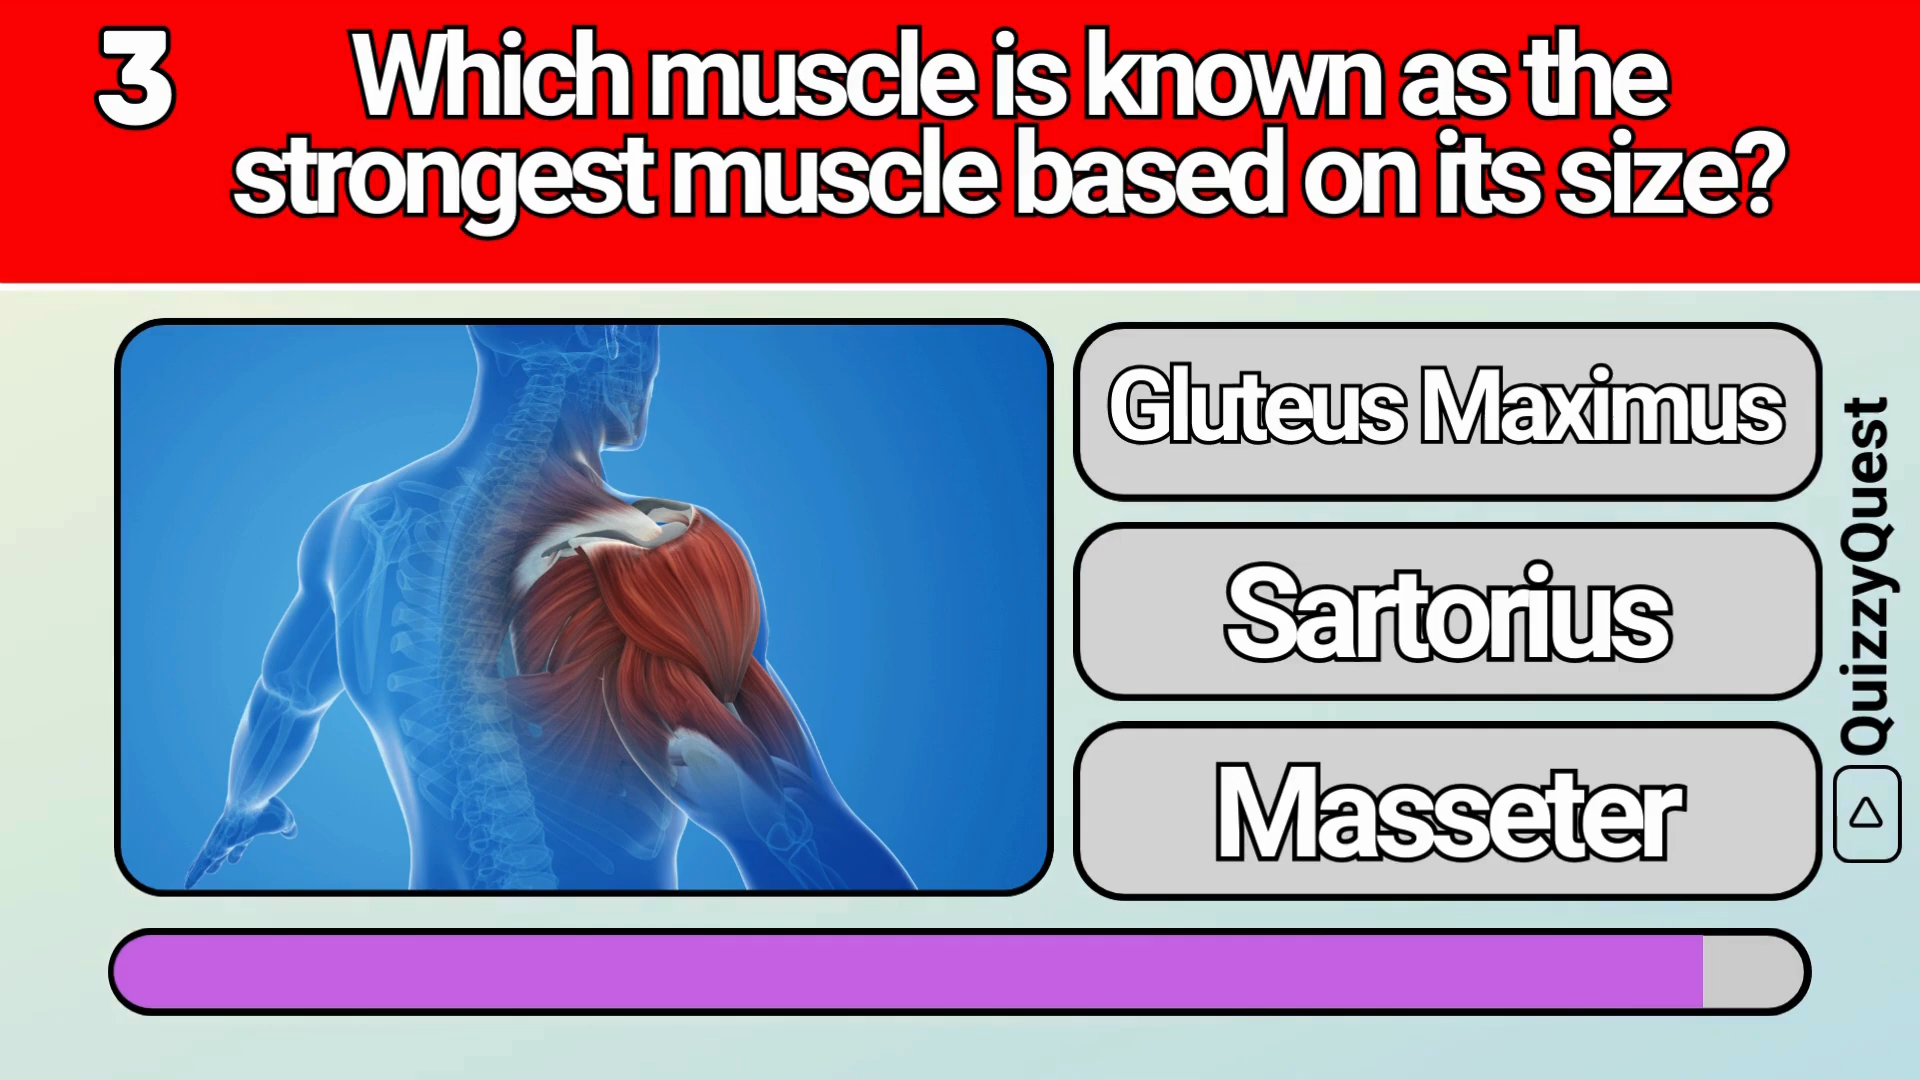 3
Which muscle is known as the
strongest muscle based on its size?
Gluteus Maximus
Sartorius
Masseter
QuizzyQuest